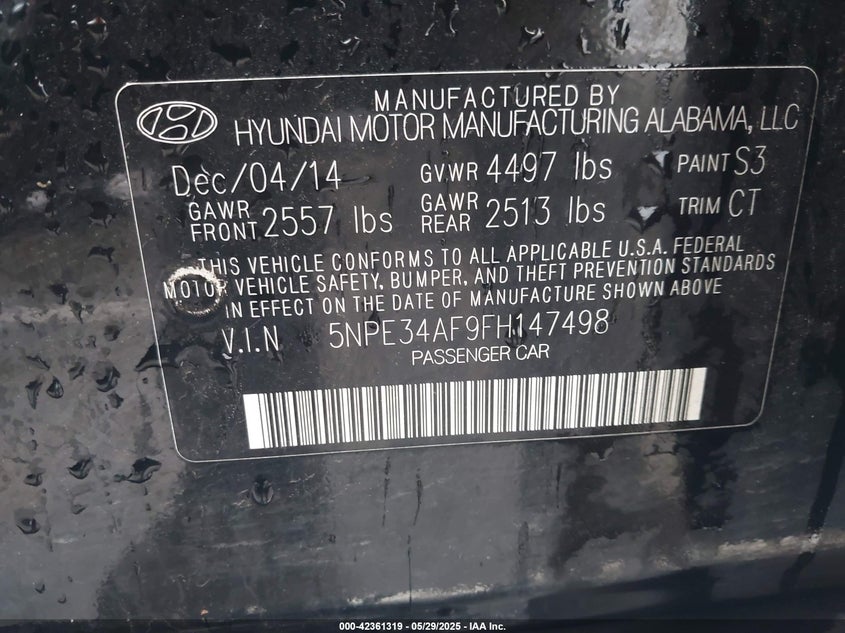 MANUFACTURED BY
HYUNDAI MOTOR MANUFACTURING ALABAMA, LLC
Dec/04/14 GVWR 4497 lbs PAINT S3
GAWR FRONT 2557 lbs GAWR REAR 2513 lbs TRIM CT
THIS VEHICLE CONFORMS TO ALL APPLICABLE U.S.A. FEDERAL
MOTOR VEHICLE SAFETY, BUMPER, AND THEFT PREVENTION STANDARDS
IN EFFECT ON THE DATE OF MANUFACTURE SHOWN ABOVE
V.I.N 5NPE34AF9FH147498
PASSENGER CAR
000-42361319 - 05/29/2025 - IAA Inc.